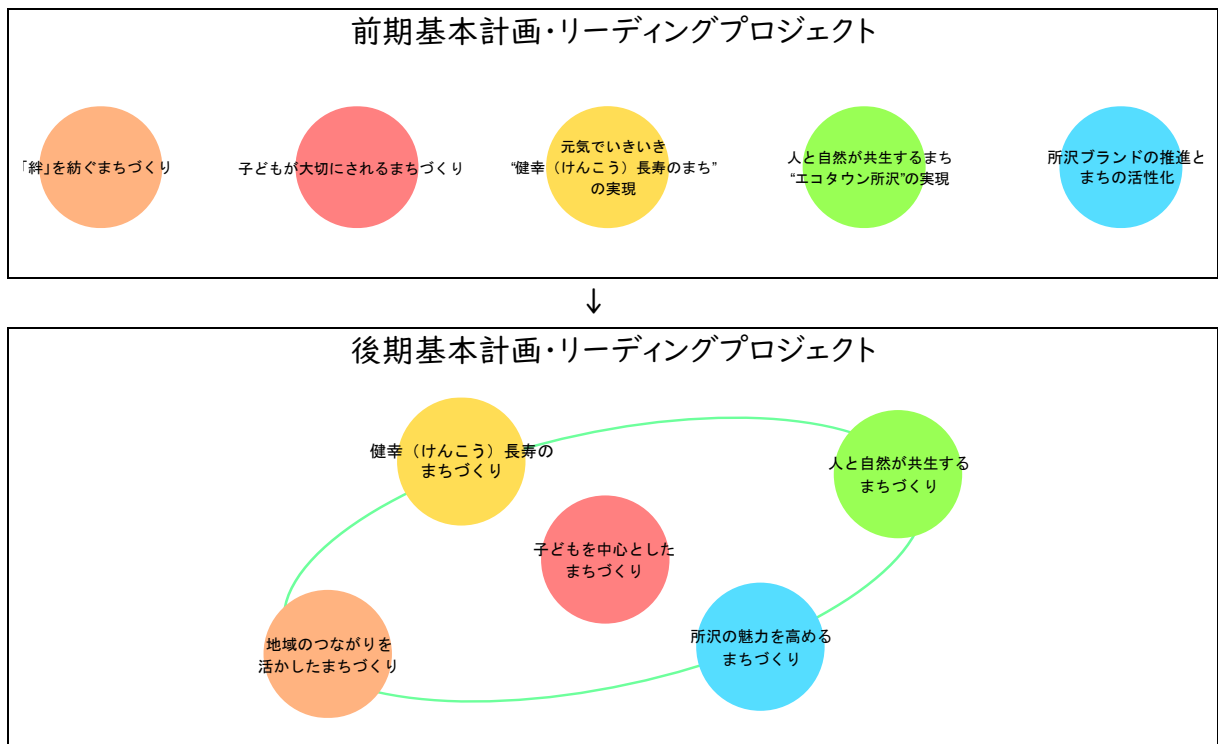 前期基本計画・リーディングプロジェクト
「絆」を紡ぐまちづくり
子どもが大切にされるまちづくり
元気でいきいき
“健幸（けんこう）長寿のまち”
の実現
人と自然が共生するまち
“エコタウン所沢”の実現
所沢ブランドの推進と
まちの活性化
↓
後期基本計画・リーディングプロジェクト
健幸（けんこう）長寿の
まちづくり
人と自然が共生する
まちづくり
子どもを中心とした
まちづくり
地域のつながりを
活かしたまちづくり
所沢の魅力を高める
まちづくり